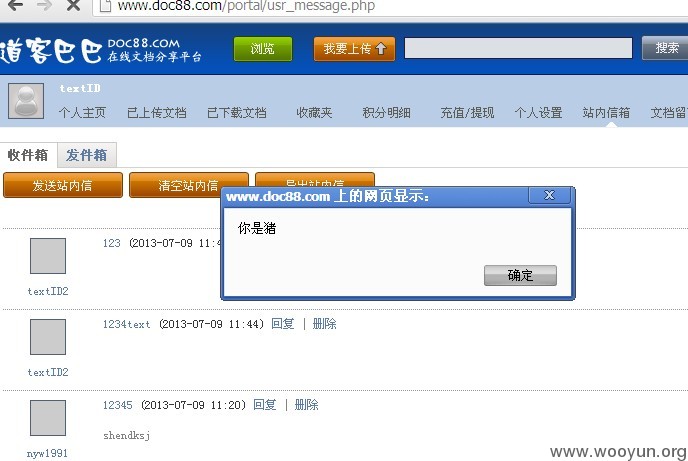 www.doc88.com/portal/usr_message.php
道客巴巴 DOC88.COM 在线文档分享平台 浏览 我要上传 搜索
textID
个人主页 已上传文档 已下载文档 收藏夹 积分明细 充值/提现 个人设置 站内信箱 文档留
收件箱 发件箱
发送站内信 清空站内信 导出站内信
www.doc88.com 上的网页显示:
你是猪
确定
123 (2013-07-09 11:4
textID2
1234text (2013-07-09 11:44) 回复 | 删除
textID2
12345 (2013-07-09 11:20) 回复 | 删除
shendksj
nyw1991
www.wooyun.org